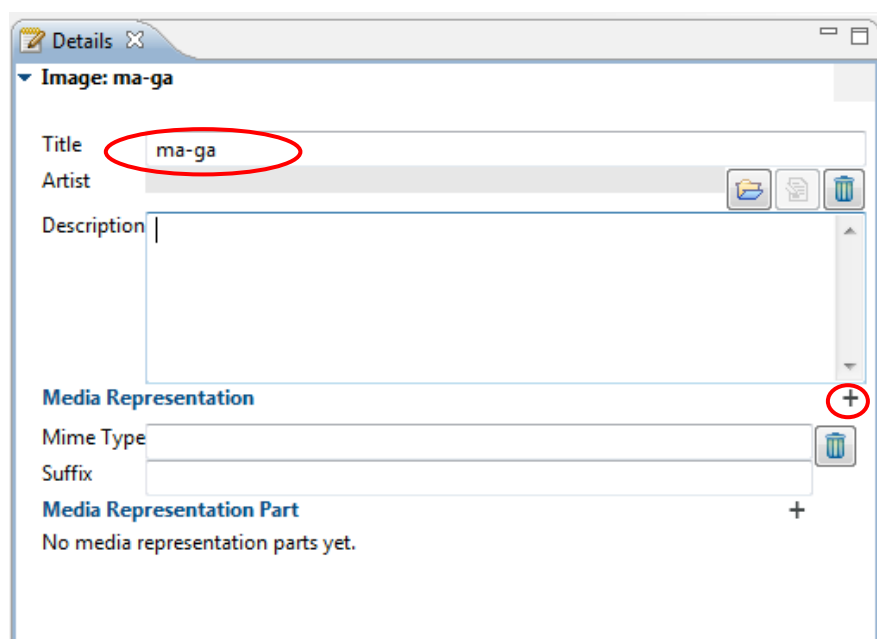 Details
Image: ma-ga
Title
ma-ga
Artist
Description
Media Representation
Mime Type
Suffix
Media Representation Part
No media representation parts yet.